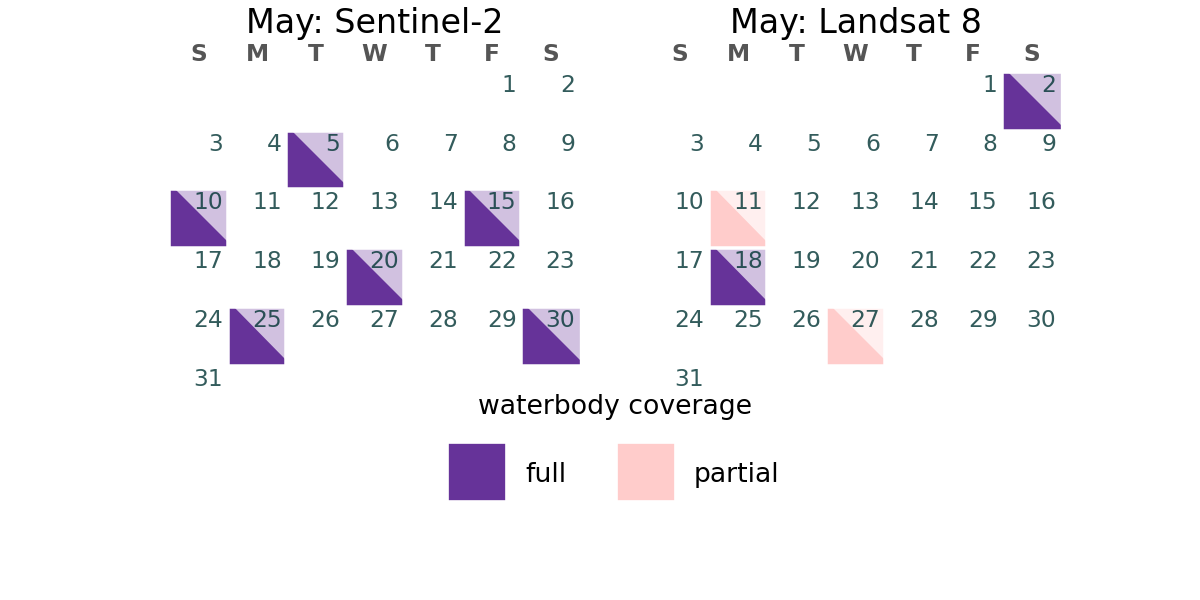 May: Sentinel-2
S M T W T F S
1 2
3 4 5 6 7 8 9
10 11 12 13 14 15 16
17 18 19 20 21 22 23
24 25 26 27 28 29 30
31
May: Landsat 8
S M T W T F S
1 2
3 4 5 6 7 8 9
10 11 12 13 14 15 16
17 18 19 20 21 22 23
24 25 26 27 28 29 30
31
waterbody coverage
full partial